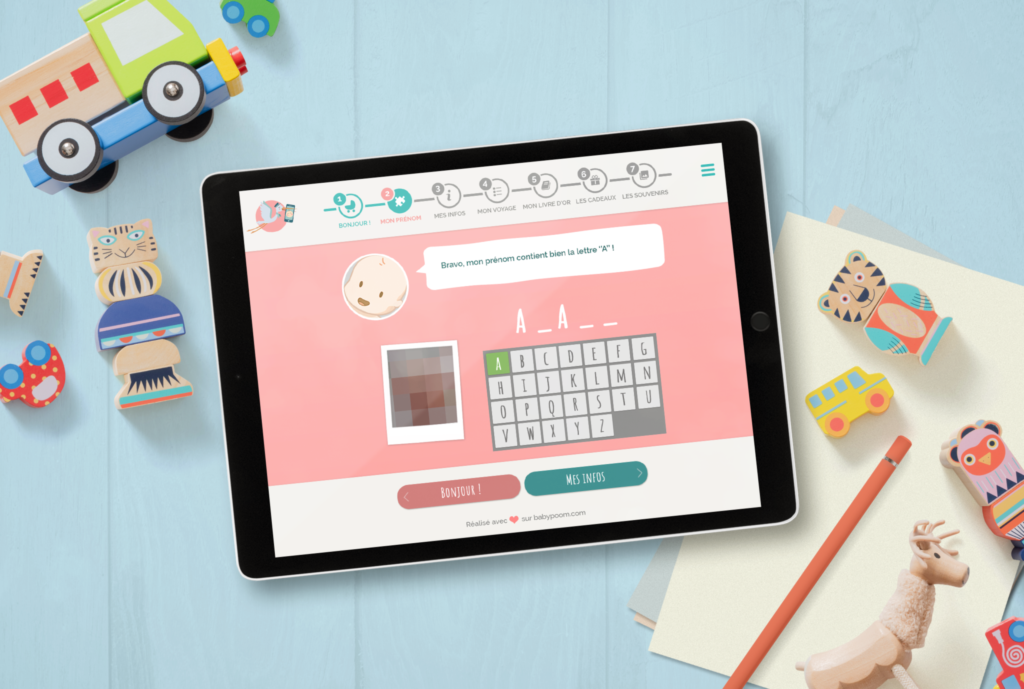 1 2 3 4 5 6 7
BONJOUR ! MON PRÉNOM MES INFOS MON VOYAGE MON LIVRE D'OR LES CADEAUX LES SOUVENIRS
Bravo, mon prénom contient bien la lettre "A" !
A _ A _ _
A B C D E F G
H I J K L M N
O P Q R S T U
V W X Y Z
BONJOUR ! MES INFOS
Réalisé avec ❤ sur babypoom.com